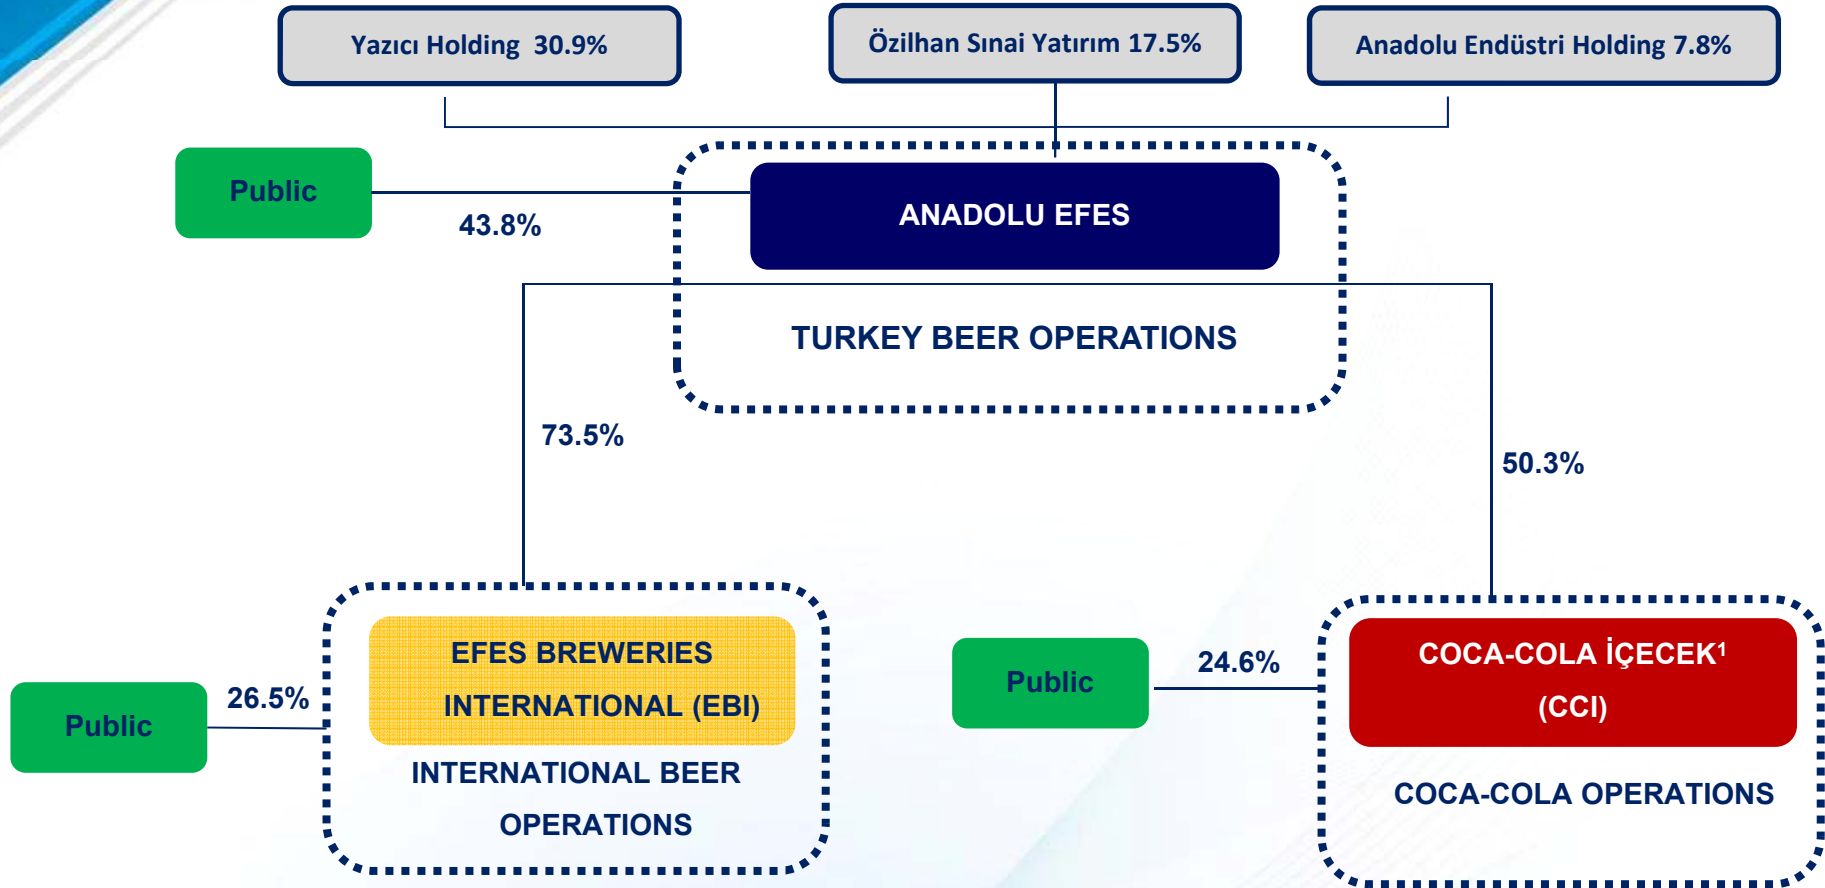 Yazıcı Holding 30.9%
Özilhan Sınai Yatırım 17.5%
Anadolu Endüstri Holding 7.8%
Public
43.8%
ANADOLU EFES
TURKEY BEER OPERATIONS
73.5%
50.3%
Public
26.5%
EFES BREWERIES
INTERNATIONAL (EBI)
INTERNATIONAL BEER
OPERATIONS
Public
24.6%
COCA-COLA İÇECEK¹
(CCI)
COCA-COLA OPERATIONS